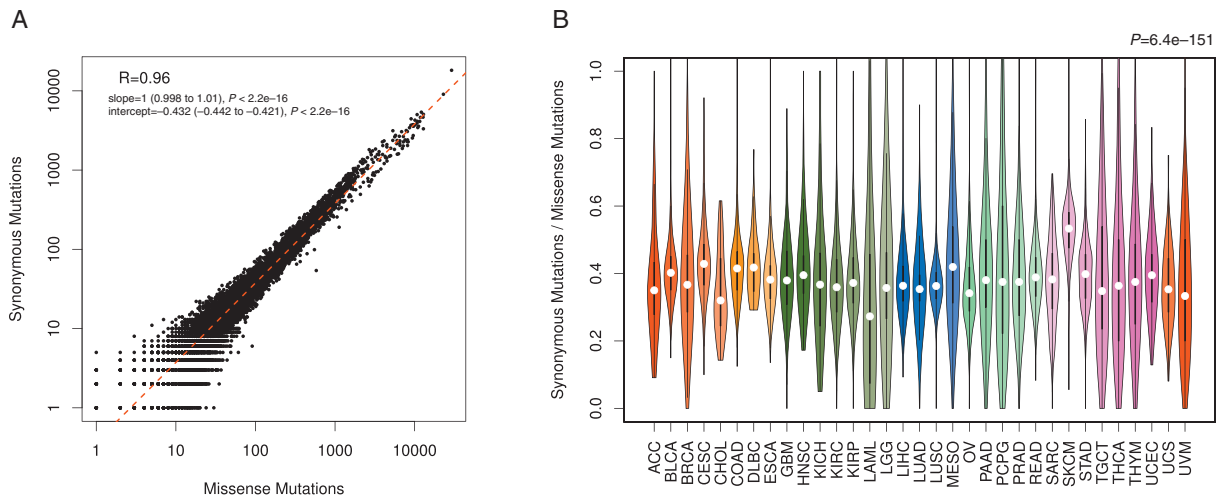 A
R=0.96
slope=1 (0.998 to 1.01), P < 2.2e−16
intercept=−0.432 (−0.442 to −0.421), P < 2.2e−16
Synonymous Mutations
10000
1000
100
10
1
1 10 100 1000 10000
Missense Mutations
B
P=6.4e−151
Synonymous Mutations / Missense Mutations
1.0
0.8
0.6
0.4
0.2
0.0
ACC
BLCA
BRCA
CESC
CHOL
COAD
DLBC
ESCA
GBM
HNSC
KICH
KIRC
KIRP
LAML
LGG
LIHC
LUAD
LUSC
MESO
OV
PAAD
PCPG
PRAD
READ
SARC
SKCM
STAD
TGCT
THCA
THYM
UCEC
UCS
UVM